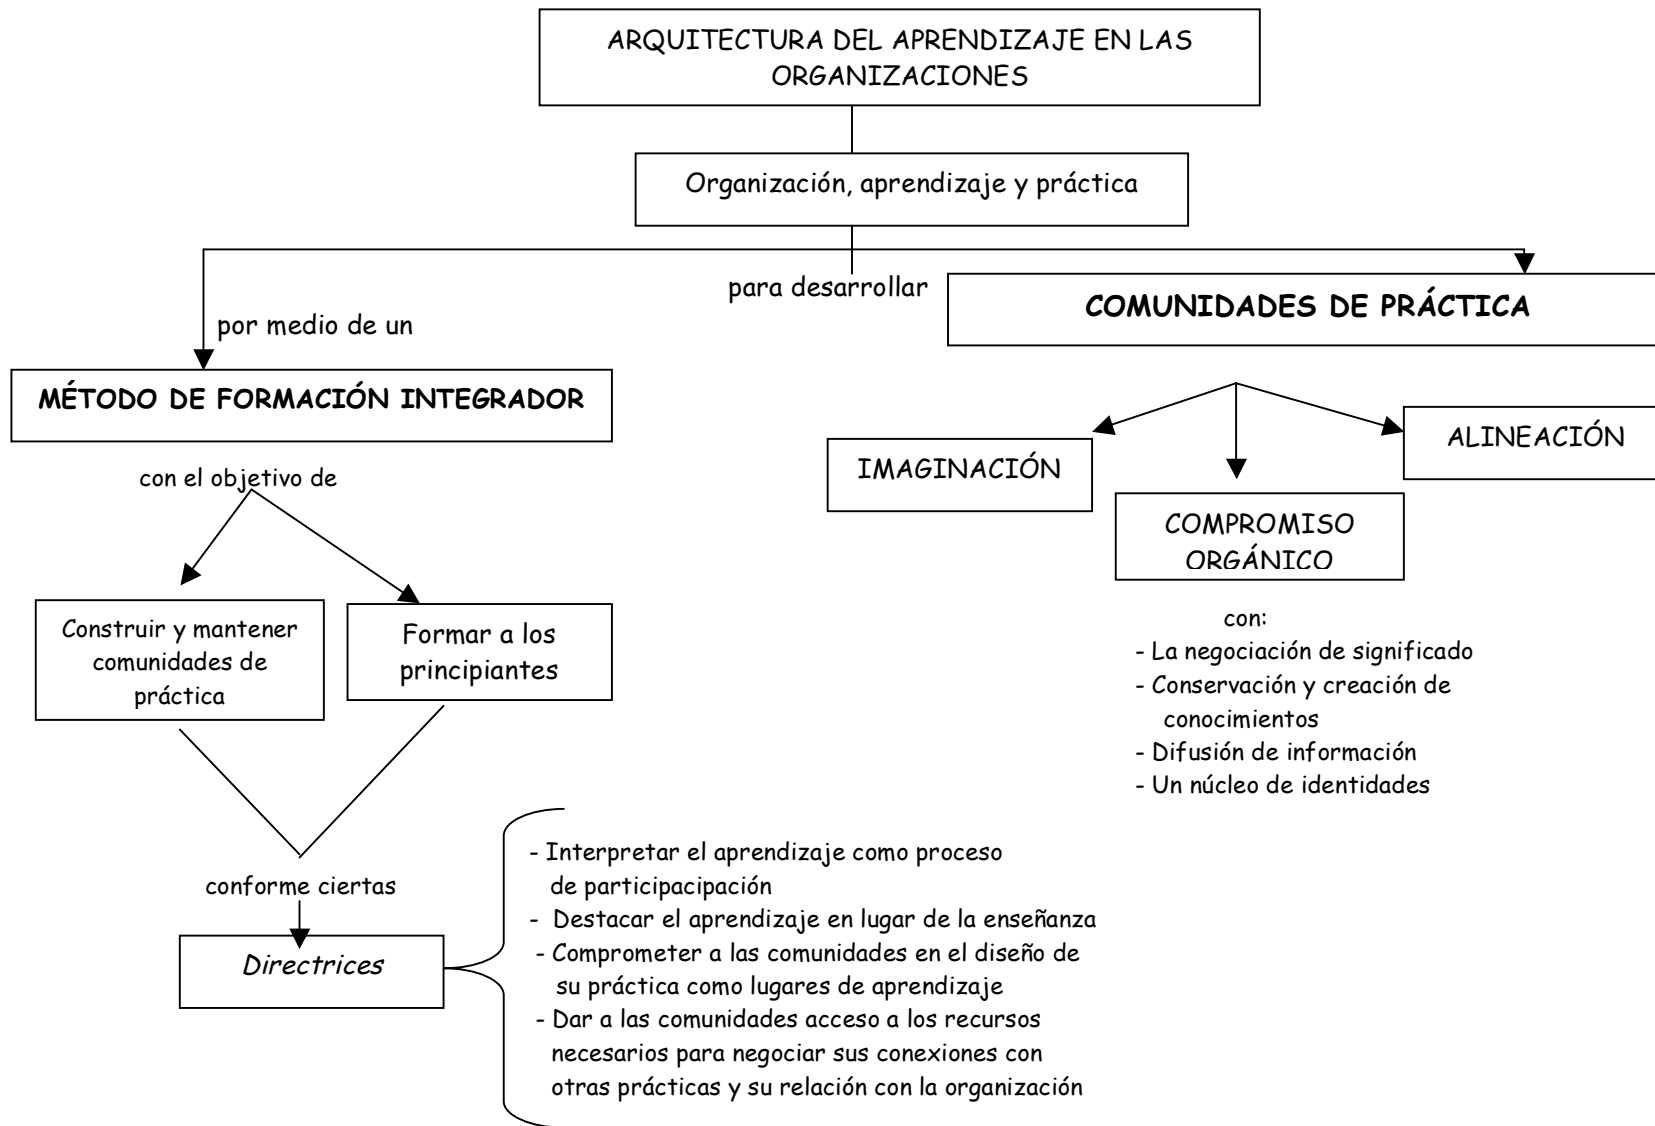 ARQUITECTURA DEL APRENDIZAJE EN LAS
ORGANIZACIONES
Organización, aprendizaje y práctica
para desarrollar
COMUNIDADES DE PRÁCTICA
por medio de un
MÉTODO DE FORMACIÓN INTEGRADOR
ALINEACIÓN
IMAGINACIÓN
COMPROMISO
ORGÁNICO
con el objetivo de
Construir y mantener
comunidades de
práctica
Formar a los
principiantes
con:
- La negociación de significado
- Conservación y creación de
conocimientos
- Difusión de información
- Un núcleo de identidades
conforme ciertas
Directrices
- Interpretar el aprendizaje como proceso
de participacipación
- Destacar el aprendizaje en lugar de la enseñanza
- Comprometer a las comunidades en el diseño de
su práctica como lugares de aprendizaje
- Dar a las comunidades acceso a los recursos
necesarios para negociar sus conexiones con
otras prácticas y su relación con la organización